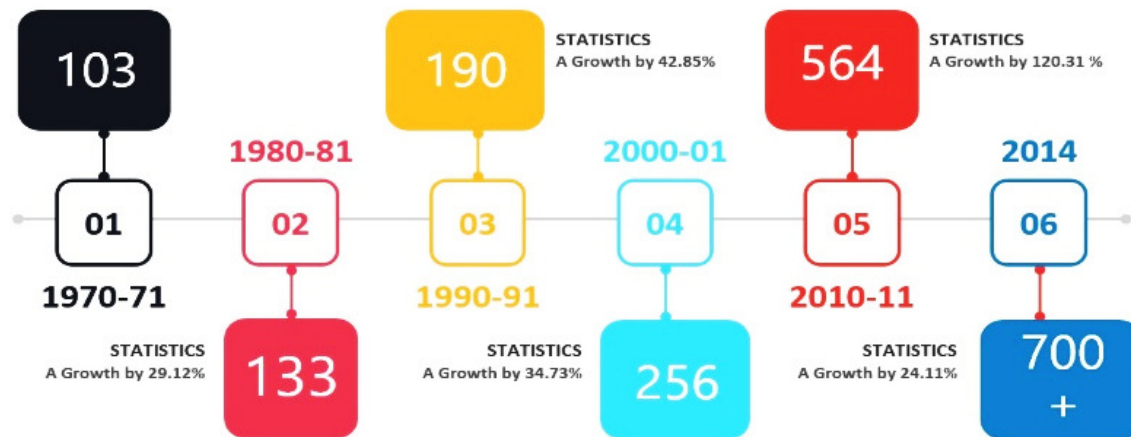 103
01
1970-71
1980-81
02
133
STATISTICS
A Growth by 29.12%
190
STATISTICS
A Growth by 42.85%
03
1990-91
2000-01
04
256
STATISTICS
A Growth by 34.73%
564
STATISTICS
A Growth by 120.31 %
05
2010-11
2014
06
700
+
STATISTICS
A Growth by 24.11%